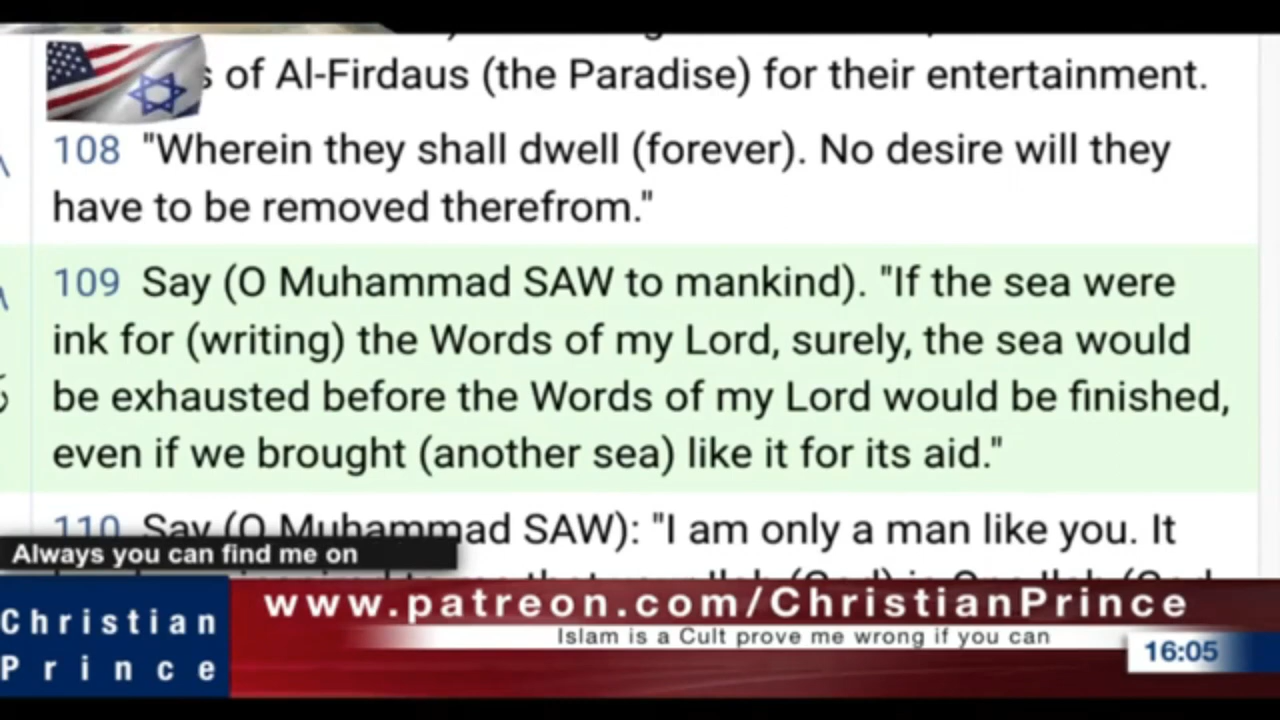 s of Al-Firdaus (the Paradise) for their entertainment.
108 "Wherein they shall dwell (forever). No desire will they
have to be removed therefrom."
109 Say (O Muhammad SAW to mankind). "If the sea were
ink for (writing) the Words of my Lord, surely, the sea would
be exhausted before the Words of my Lord would be finished,
even if we brought (another sea) like it for its aid."
110 Say (O Muhammad SAW): "I am only a man like you. It
Always you can find me on
Christian
Prince
www.patreon.com/ChristianPrince
Islam is a Cult prove me wrong if you can
16:05